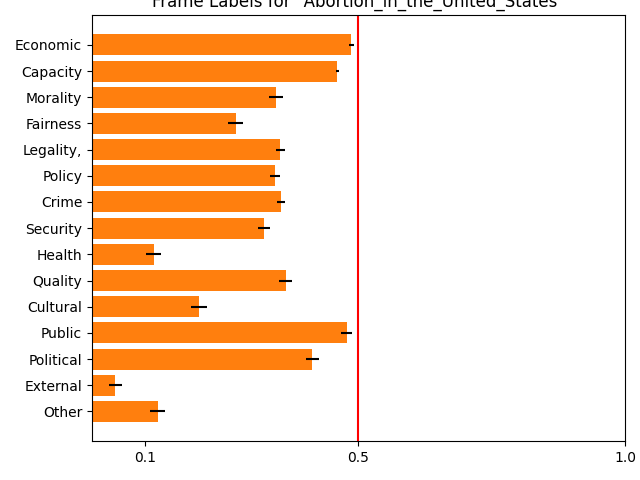 Frame Labels for "Abortion_in_the_United_States"
Economic
Capacity
Morality
Fairness
Legality,
Policy
Crime
Security
Health
Quality
Cultural
Public
Political
External
Other
0.1 0.5 1.0